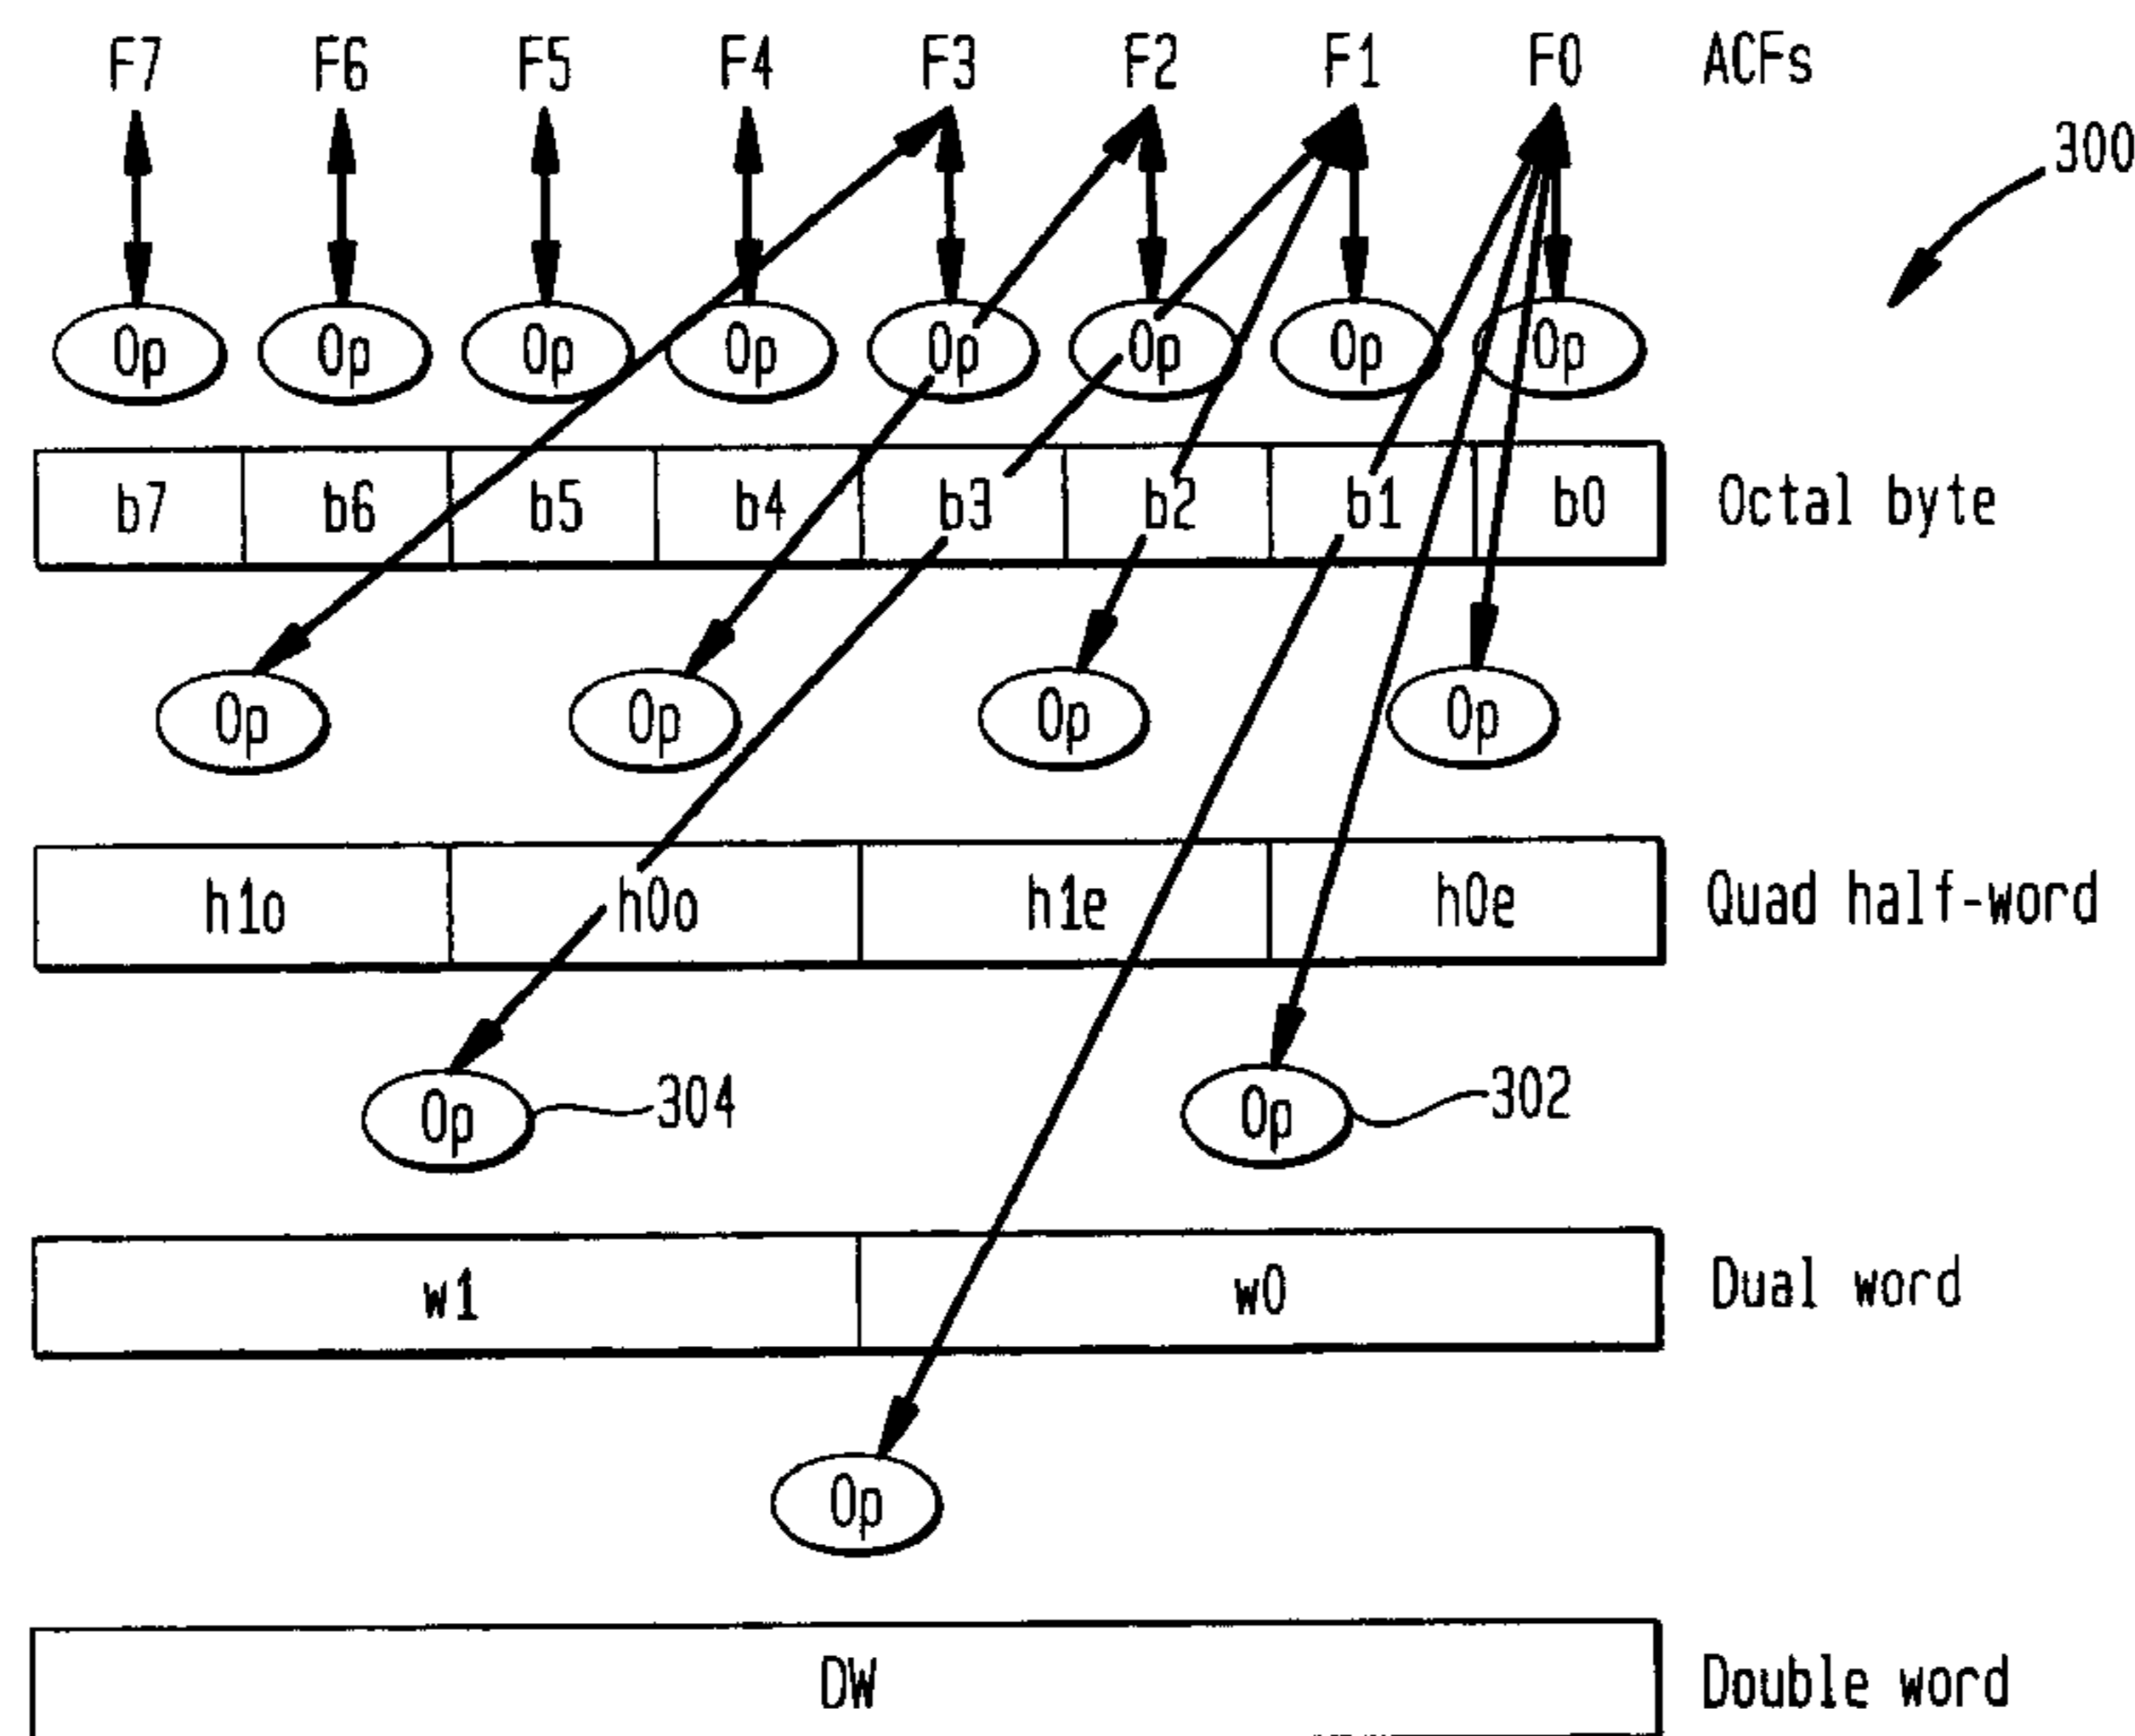 F7 F6 F5 F4 F3 F2 F1 F0 ACFs
300
Op Op Op Op Op Op Op Op
b7 b6 b5 b4 b3 b2 b1 b0 Octal byte
Op Op Op Op
h1o h0o h1e h0e Quad half-word
Op 304 Op 302
w1 w0 Dual word
Op
DW Double word